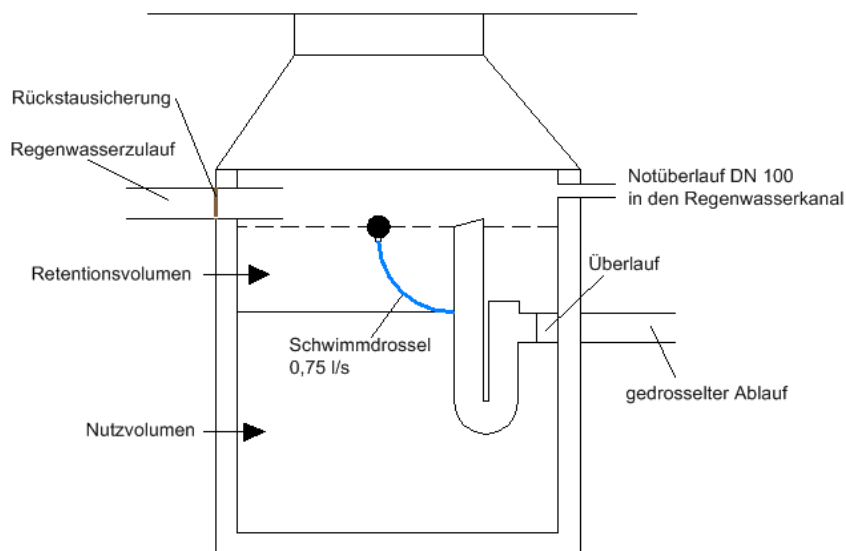 Rückstausicherung
Regenwasserzulauf
Notüberlauf DN 100
in den Regenwasserkanal
Überlauf
Retentionsvolumen
Schwimmdrossel
0,75 l/s
gedrosselter Ablauf
Nutzvolumen